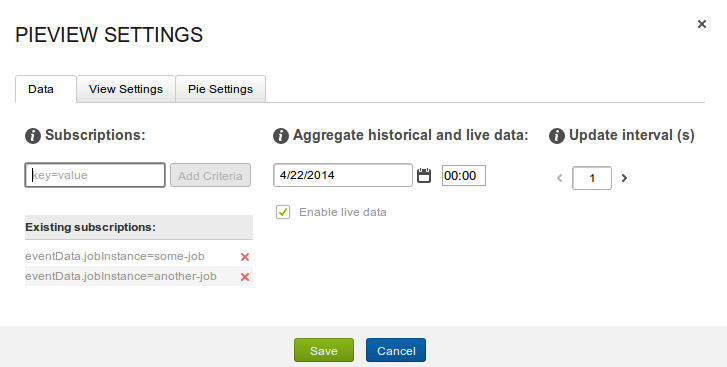 PIEVIEW SETTINGS
Data View Settings Pie Settings
Subscriptions: Aggregate historical and live data: Update interval (s)
key=value Add Criteria 4/22/2014 00:00 1
Enable live data
Existing subscriptions:
eventData.jobInstance=some-job
eventData.jobInstance=another-job
Save Cancel